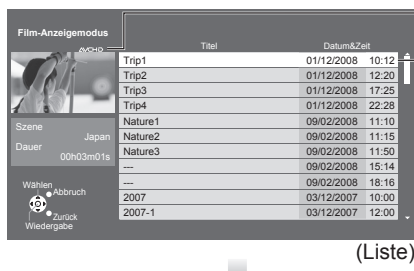 Film-Anzeigemodus
AVCHD
Titel Datum&Zeit
Trip1 01/12/2008 10:12
Trip2 01/12/2008 12:20
Trip3 01/12/2008 17:25
Trip4 01/12/2008 22:28
Nature1 09/02/2008 11:10
Nature2 09/02/2008 11:15
Nature3 09/02/2008 11:50
--- 09/02/2008 15:14
--- 09/02/2008 18:16
2007 03/12/2007 10:00
2007-1 03/12/2007 12:00
Szene
Japan
Dauer
00h03m01s
Wählen
Abbruch
Zurück
Wiedergabe
(Liste)